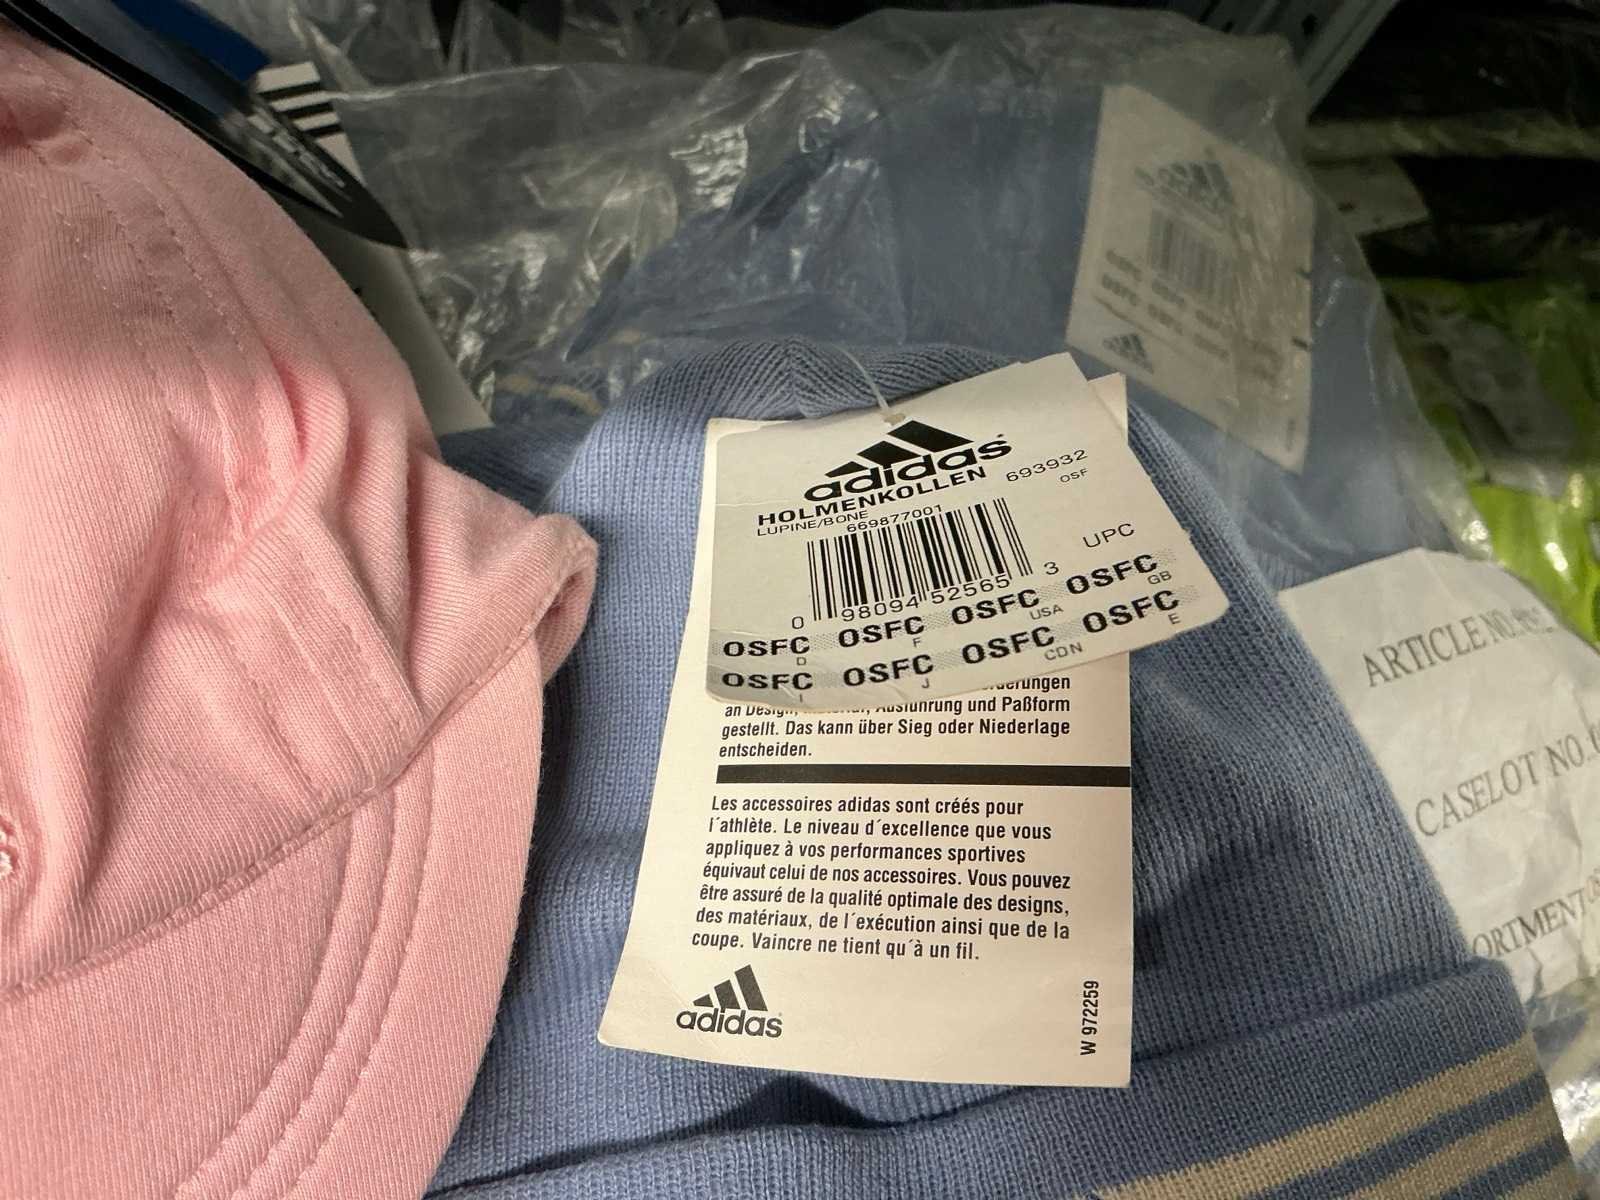 adidas
HOLMENKOLLEN 693932
LUPINE/BONE OSF
669877001
UPC
0 98094 52565 3
OSFC OSFC OSFC OSFC
D F USA GB
OSFC OSFC OSFC OSFC
I J CDN E
an Design, Ausführung und Paßform
gestellt. Das kann über Sieg oder Niederlage
entscheiden.
Les accessoires adidas sont créés pour
l´athlète. Le niveau d´excellence que vous
appliquez à vos performances sportives
équivaut celui de nos accessoires. Vous pouvez
être assuré de la qualité optimale des designs,
des matériaux, de l´exécution ainsi que de la
coupe. Vaincre ne tient qu´à un fil.
adidas
W 972259
ARTICLE NO.
CASELOT NO.